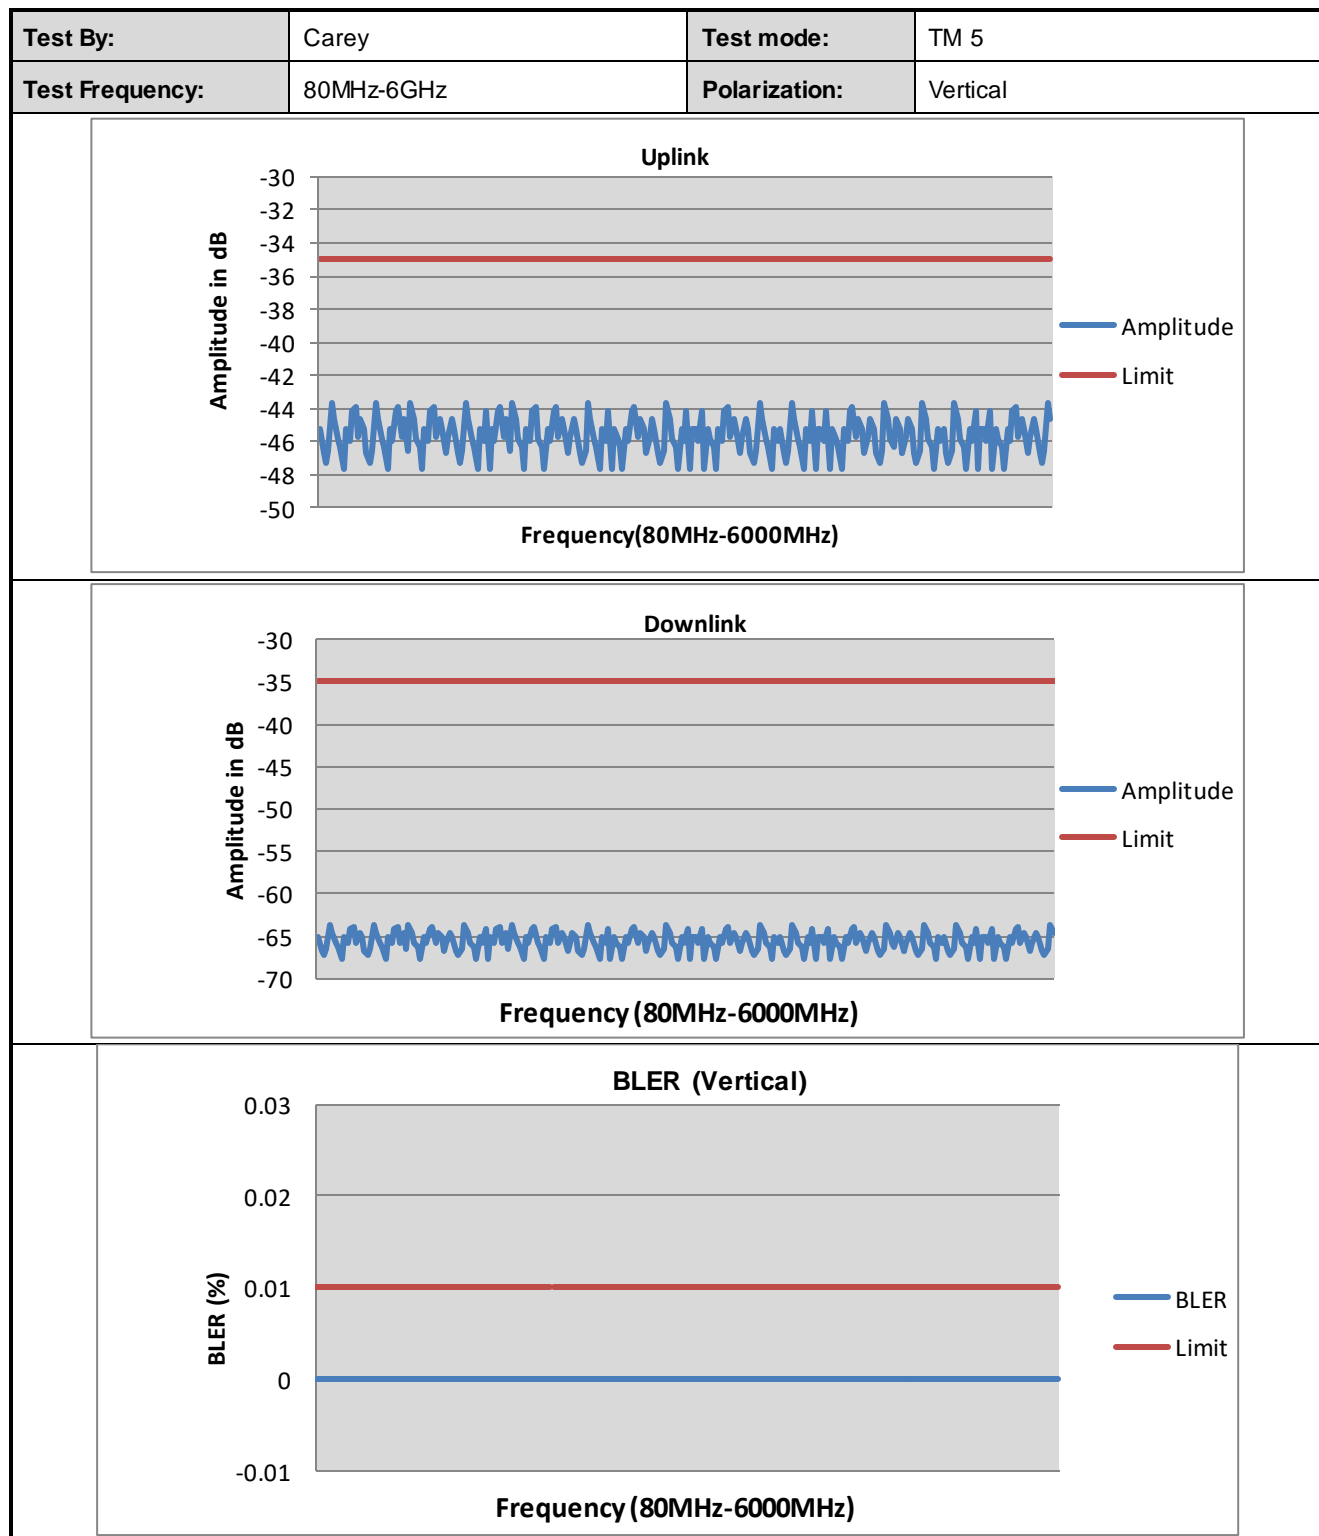 Test By: Carey Test mode: TM 5
Test Frequency: 80MHz-6GHz Polarization: Vertical
Uplink
Amplitude in dB
-30
-32
-34
-36
-38
-40
-42
-44
-46
-48
-50
Amplitude
Limit
Frequency(80MHz-6000MHz)
Downlink
Amplitude in dB
-30
-35
-40
-45
-50
-55
-60
-65
-70
Amplitude
Limit
Frequency (80MHz-6000MHz)
BLER (Vertical)
BLER (%)
0.03
0.02
0.01
0
-0.01
BLER
Limit
Frequency (80MHz-6000MHz)